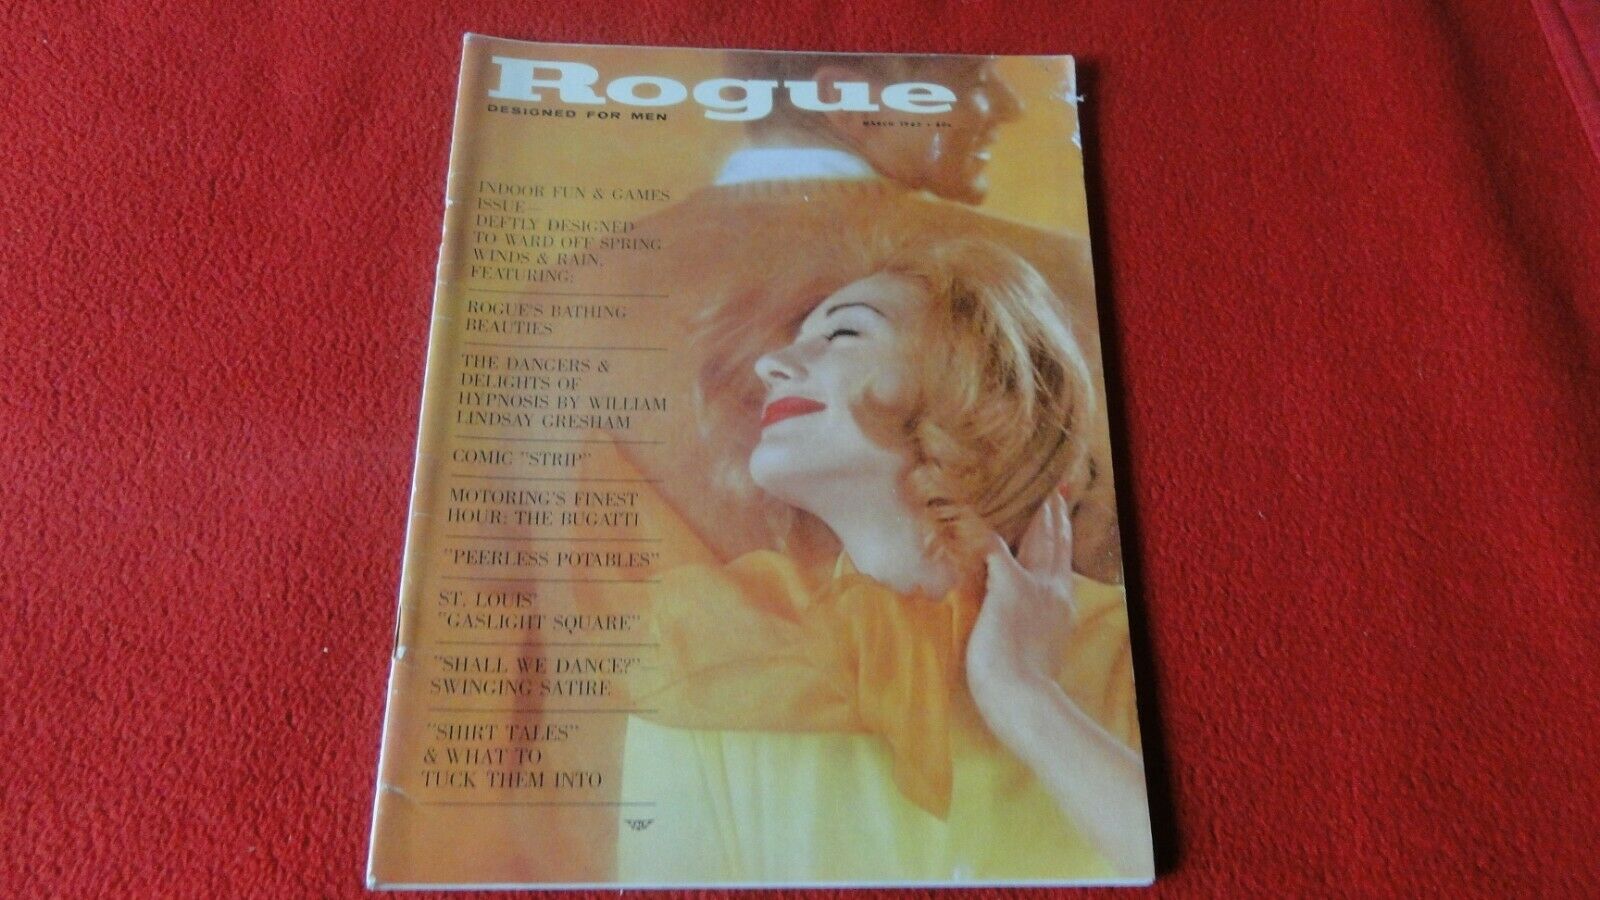 Rogue
DESIGNED FOR MEN
MARCH
INDOOR FUN & GAMES
ISSUE—
DEFTLY DESIGNED
TO WARD OFF SPRING
WINDS & RAIN,
FEATURING:
ROGUE'S BATHING
BEAUTIES
THE DANGERS &
DELIGHTS OF
HYPNOSIS BY WILLIAM
LINDSAY GRESHAM
COMIC "STRIP"
MOTORING'S FINEST
HOUR: THE BUGATTI
"PEERLESS POTABLES"
ST. LOUIS'
"GASLIGHT SQUARE"
"SHALL WE DANCE?"—
SWINGING SATIRE
"SHIRT TALES"
& WHAT TO
TUCK THEM INTO